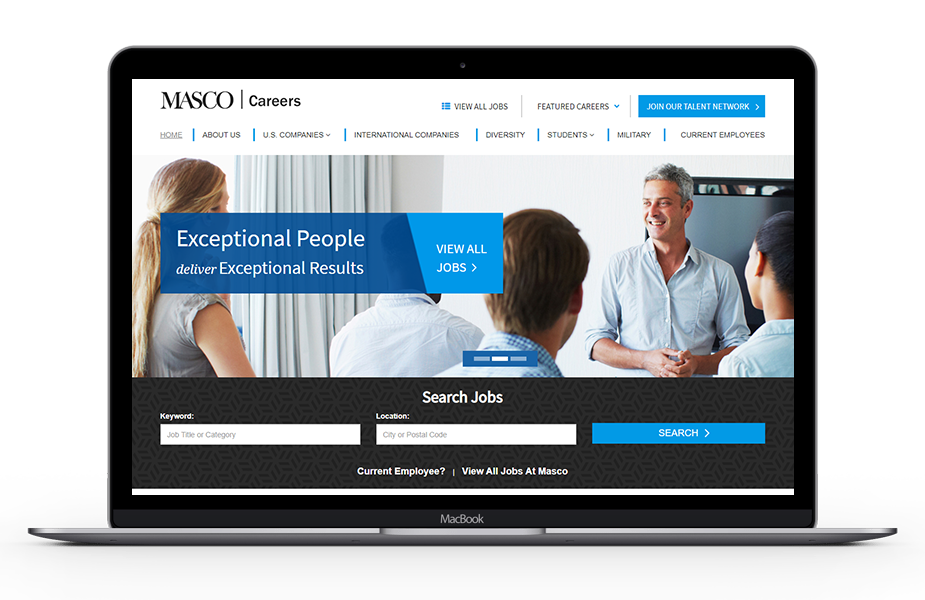 MASCO | Careers
VIEW ALL JOBS
FEATURED CAREERS
JOIN OUR TALENT NETWORK
HOME
ABOUT US
U.S. COMPANIES
INTERNATIONAL COMPANIES
DIVERSITY
STUDENTS
MILITARY
CURRENT EMPLOYEES
Exceptional People
deliver Exceptional Results
VIEW ALL
JOBS
Search Jobs
Keyword:
Location:
Job Title or Category
City or Postal Code
SEARCH
Current Employee? | View All Jobs At Masco
MacBook